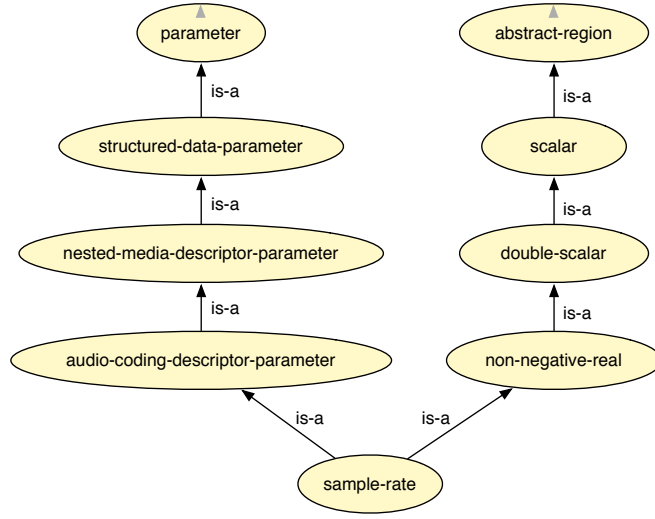 parameter
abstract-region
is-a
is-a
structured-data-parameter
scalar
is-a
is-a
nested-media-descriptor-parameter
double-scalar
is-a
is-a
audio-coding-descriptor-parameter
non-negative-real
is-a
is-a
sample-rate